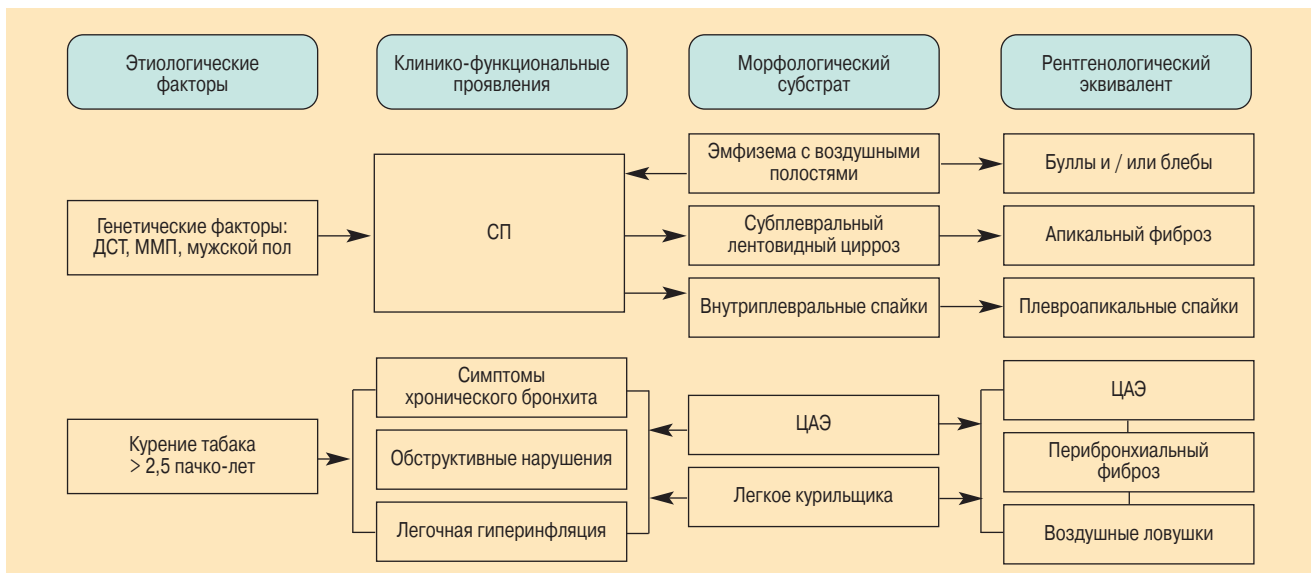 Этиологические
факторы
Клинико-функциональные
проявления
Морфологический
субстрат
Рентгенологический
эквивалент
Генетические факторы:
ДСТ, ММП, мужской пол
СП
Эмфизема с воздушными
полостями
Буллы и / или блебы
Субплевральный
лентовидный цирроз
Апикальный фиброз
Внутриплевральные спайки
Плевроапикальные спайки
Курение табака
> 2,5 пачко-лет
Симптомы
хронического бронхита
Обструктивные нарушения
Легочная гиперинфляция
ЦАЭ
Легкое курильщика
ЦАЭ
Перибронхиальный
фиброз
Воздушные ловушки